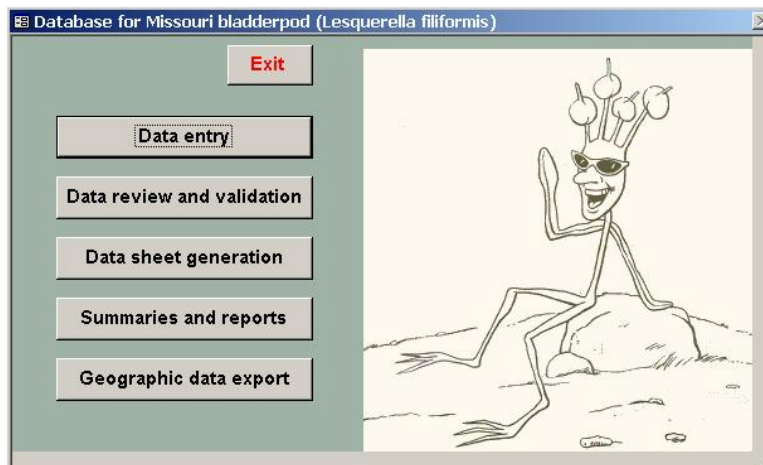 Database for Missouri bladderpod (Lesquerella filiformis)
Exit
Data entry
Data review and validation
Data sheet generation
Summaries and reports
Geographic data export